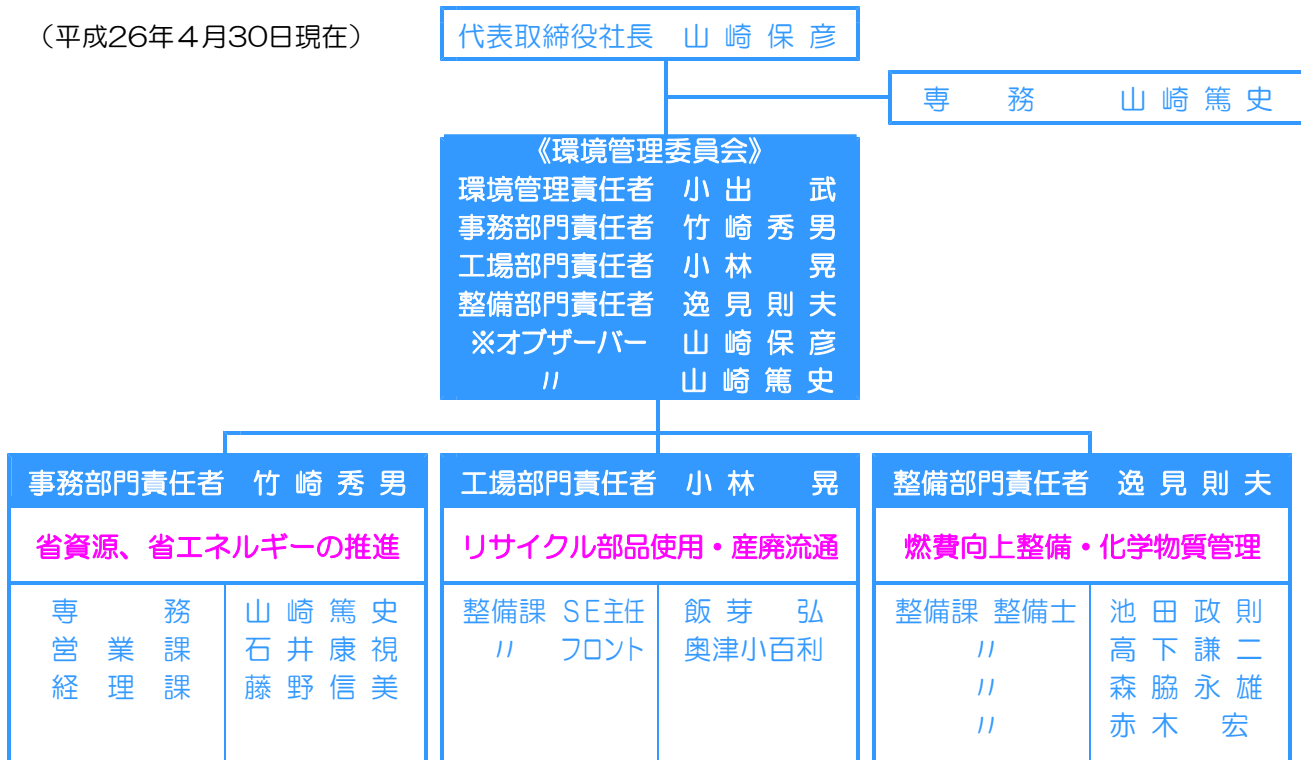 （平成26年４月30日現在）
代表取締役社長　山 崎 保 彦
専　　務　　　山 崎 篤 史
《環境管理委員会》
環境管理責任者　小 出　　武
事務部門責任者　竹 崎 秀 男
工場部門責任者　小 林　　晃
整備部門責任者　逸 見 則 夫
※オブザーバー　山 崎 保 彦
〃　　　　山 崎 篤 史
事務部門責任者　竹 崎 秀 男
省資源、省エネルギーの推進
専　　　務　山 崎 篤 史
営　業　課　石 井 康 視
経　理　課　藤 野 信 美
工場部門責任者　小 林　　晃
リサイクル部品使用・産廃流通
整備課 ＳＥ主任　飯 芽　弘
〃　フロント　奥津小百利
整備部門責任者　逸 見 則 夫
燃費向上整備・化学物質管理
整備課 整備士　池 田 政 則
〃　高 下 謙 二
〃　森 脇 永 雄
〃　赤 木　宏